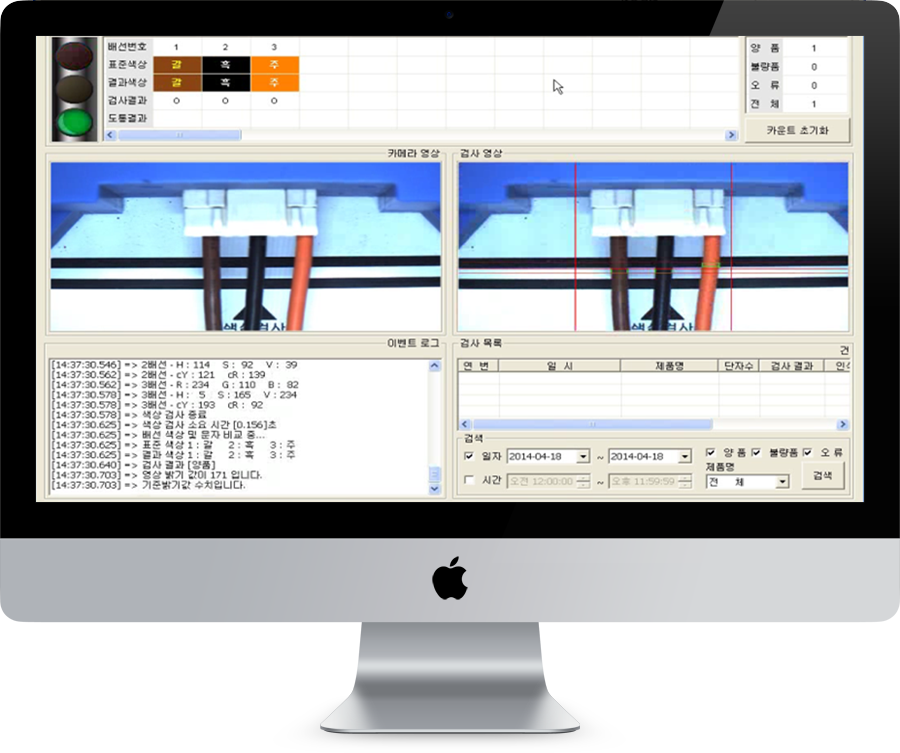 배선번호 1 2 3
표준색상 갈 흑 주
결과색상 갈 흑 주
검사결과 O O O
도통결과
양 품 1
불량품 0
오 류 0
전 체 1
카운트 초기화
카메라 영상
검사 영상
색상검사
색상검사
이벤트 로그
[14:37:30.546] => 2배선 - H : 114 S : 92 V : 39
[14:37:30.562] => 2배선 - cY : 121 cR : 139
[14:37:30.562] => 3배선 - R : 234 G : 110 B : 82
[14:37:30.578] => 3배선 - H : 5 S : 165 V : 234
[14:37:30.578] => 3배선 - cY : 193 cR : 92
[14:37:30.578] => 색상 검사 종료
[14:37:30.625] => 색상 검사 소요 시간 [0.156]초
[14:37:30.625] => 배선 색상 및 문자 비교 중...
[14:37:30.625] => 표준 색상 1 : 갈 2 : 흑 3 : 주
[14:37:30.625] => 결과 색상 1 : 갈 2 : 흑 3 : 주
[14:37:30.640] => 검사 결과 [양품]
[14:37:30.703] => 영상 밝기 값이 171 입니다.
[14:37:30.703] => 기준밝기값 수치입니다.
검사 목록
건
연 번 일 시 제품명 단자수 검사 결과
검색
일자 2014-04-18 ~ 2014-04-18
시간 오전 12:00:00 ~ 오후 11:59:59
양 품 불량품 오 류
제품명
전 체
검색